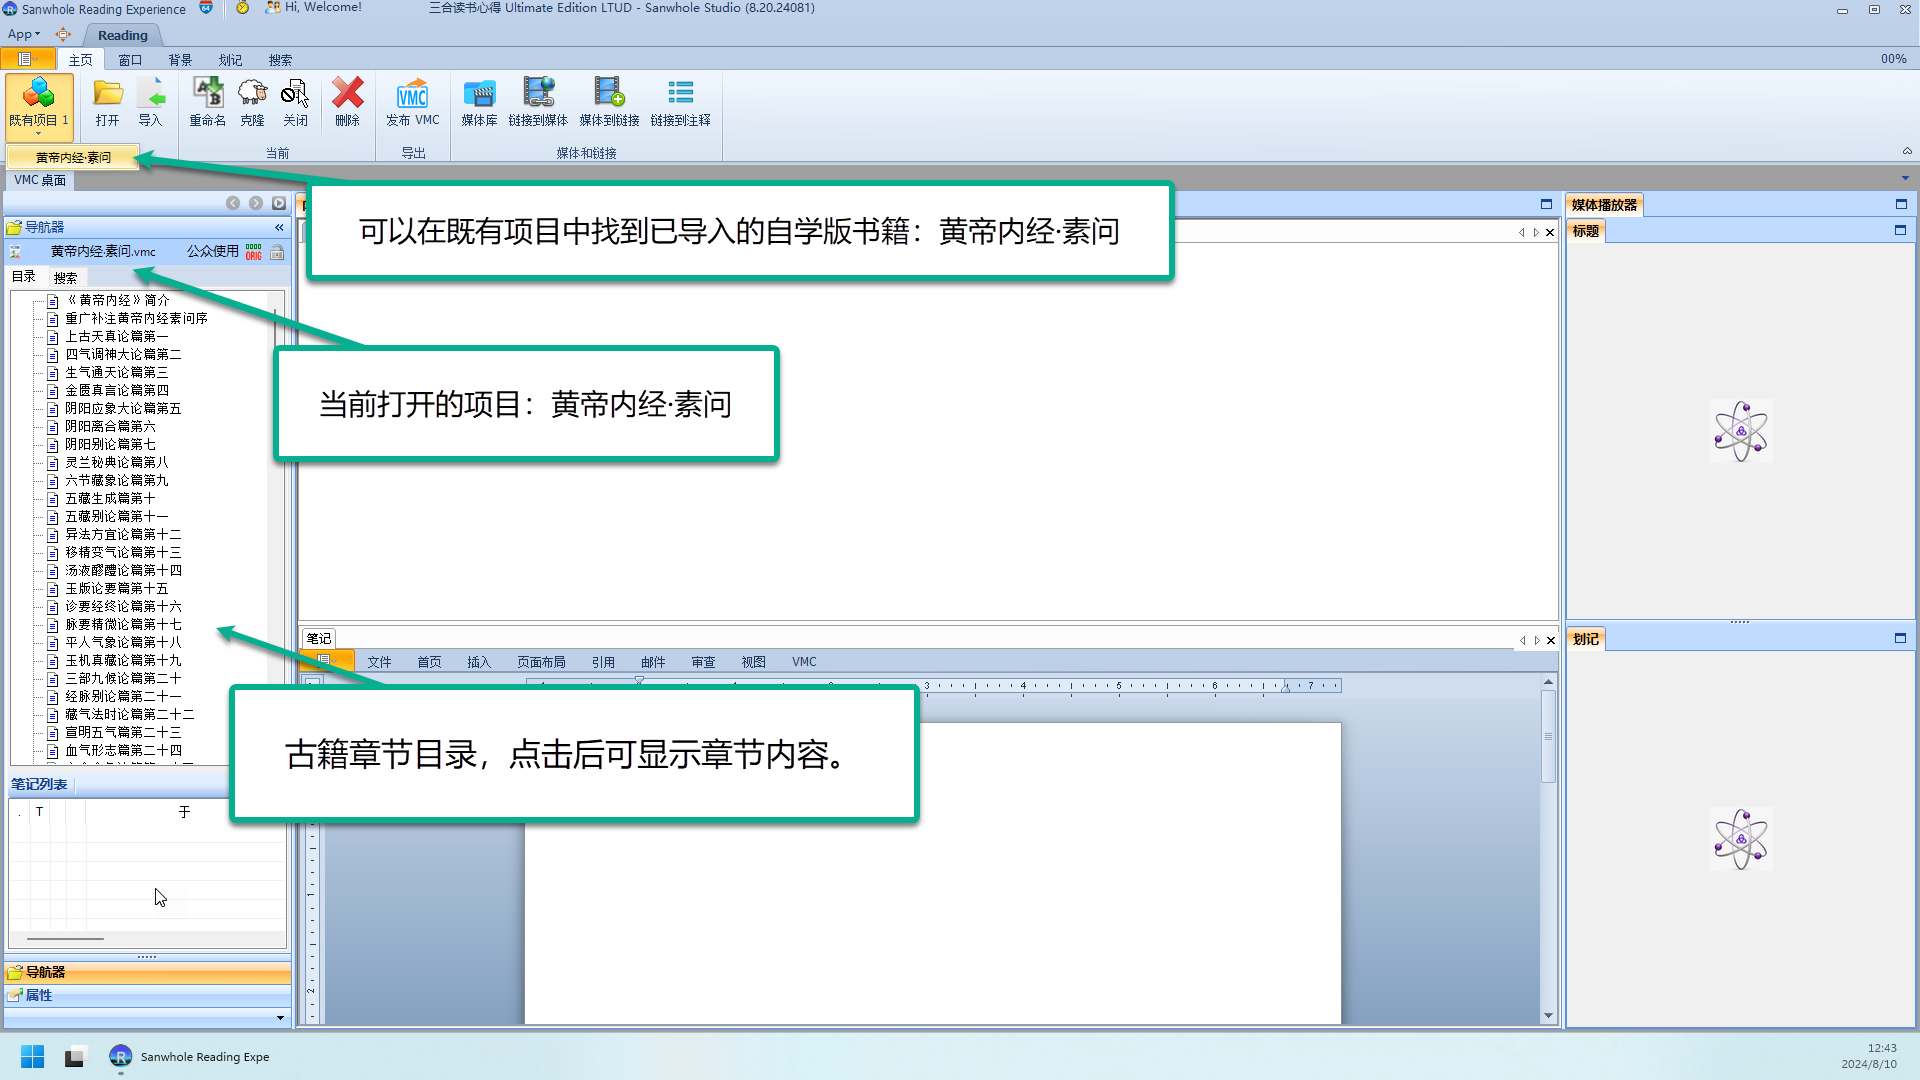 Sanwhole Reading Experience
Hi, Welcome!
三合读书心得 Ultimate Edition LTUD - Sanwhole Studio (8.20.24081)
App
Reading
主页 窗口 背景 划记 搜索
00%
既有项目 1
打开
导入
重命名
克隆
关闭
删除
发布 VMC
媒体库
链接到媒体
媒体到链接
链接到注释
当前
导出
媒体和链接
黄帝内经·素问
VMC 桌面
可以在既有项目中找到已导入的自学版书籍：黄帝内经·素问
导航器
黄帝内经·素问.vmc 公众使用 ORIG
目录 搜索
《黄帝内经》简介
重广补注黄帝内经素问序
上古天真论篇第一
四气调神大论篇第二
生气通天论篇第三
金匮真言论篇第四
阴阳应象大论篇第五
阴阳离合篇第六
阴阳别论篇第七
灵兰秘典论篇第八
六节藏象论篇第九
五藏生成篇第十
五藏别论篇第十一
异法方宜论篇第十二
移精变气论篇第十三
汤液醪醴论篇第十四
玉版论要篇第十五
诊要经终论篇第十六
脉要精微论篇第十七
平人气象论篇第十八
玉机真藏论篇第十九
三部九候论篇第二十
经脉别论篇第二十一
藏气法时论篇第二十二
宣明五气篇第二十三
血气形志篇第二十四
当前打开的项目：黄帝内经·素问
古籍章节目录，点击后可显示章节内容。
笔记列表
. T 于
导航器
属性
笔记
文件 首页 插入 页面布局 引用 邮件 审查 视图 VMC
3 4 5 6 7
1
2
媒体播放器
标题
划记
Sanwhole Reading Expe
12:43
2024/8/10